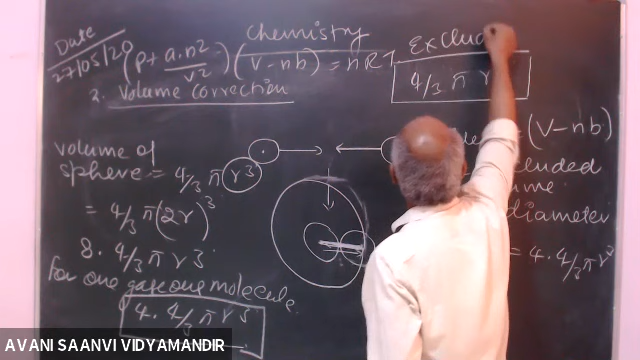 Date
27/05/20
Chemistry
(P+ a.n²/v²) (V-nb) = nRT
2. Volume correction
Exclud
4/3 π r
(V-nb)
volume of
sphere = 4/3 π r³
= 4/3 π(2r)³
8. 4/3 π r³.
For one gaseous molecule.
4. 4/3 π r³
diameter
= 4. 4/3 π r³
AVANI SAANVI VIDYAMANDIR